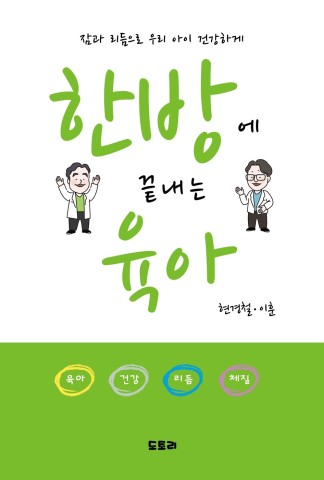 잠과 리듬으로 우리 아이 건강하게
한방에
끝내는
육아
현경철·이훈
육아 건강 리듬 체질
도토리